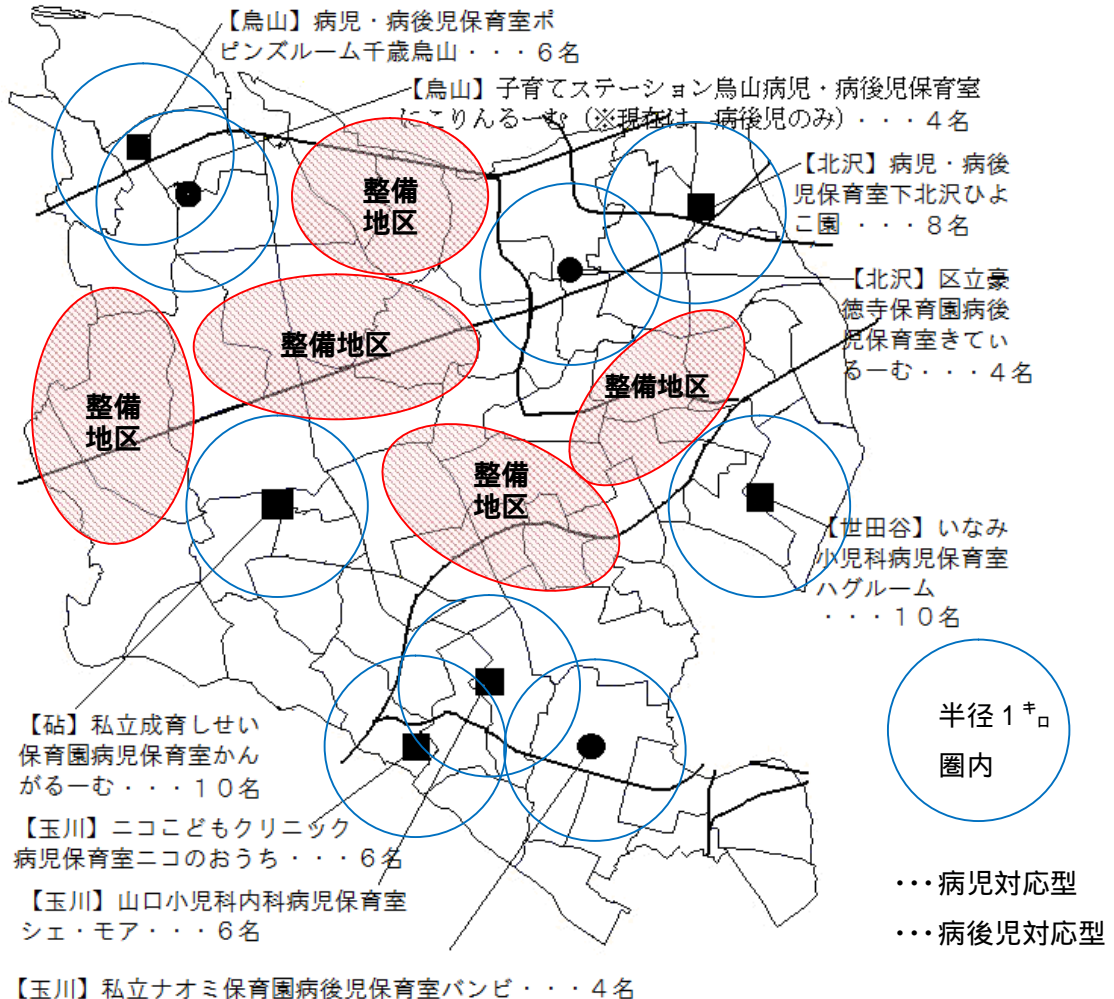 【烏山】病児・病後児保育室ポ
ピンズルーム千歳烏山・・・６名
【烏山】子育てステーション烏山病児・病後児保育室
にこりんるーむ（※現在は、病後児のみ）・・・４名
整備
地区
【北沢】病児・病後
児保育室下北沢ひよ
こ園 ・・・８名
【北沢】区立豪
徳寺保育園病後
児保育室きてぃ
るーむ・・・４名
整備地区
整備地区
整備
地区
整備
地区
【世田谷】いなみ
小児科病児保育室
ハグルーム
・・・１０名
半径１㌔
圏内
【砧】私立成育しせい
保育園病児保育室かん
がるーむ・・・１０名
【玉川】ニコこどもクリニック
病児保育室ニコのおうち・・・６名
【玉川】山口小児科内科病児保育室
シェ・モア・・・６名
･･･病児対応型
･･･病後児対応型
【玉川】私立ナオミ保育園病後児保育室バンビ・・・４名